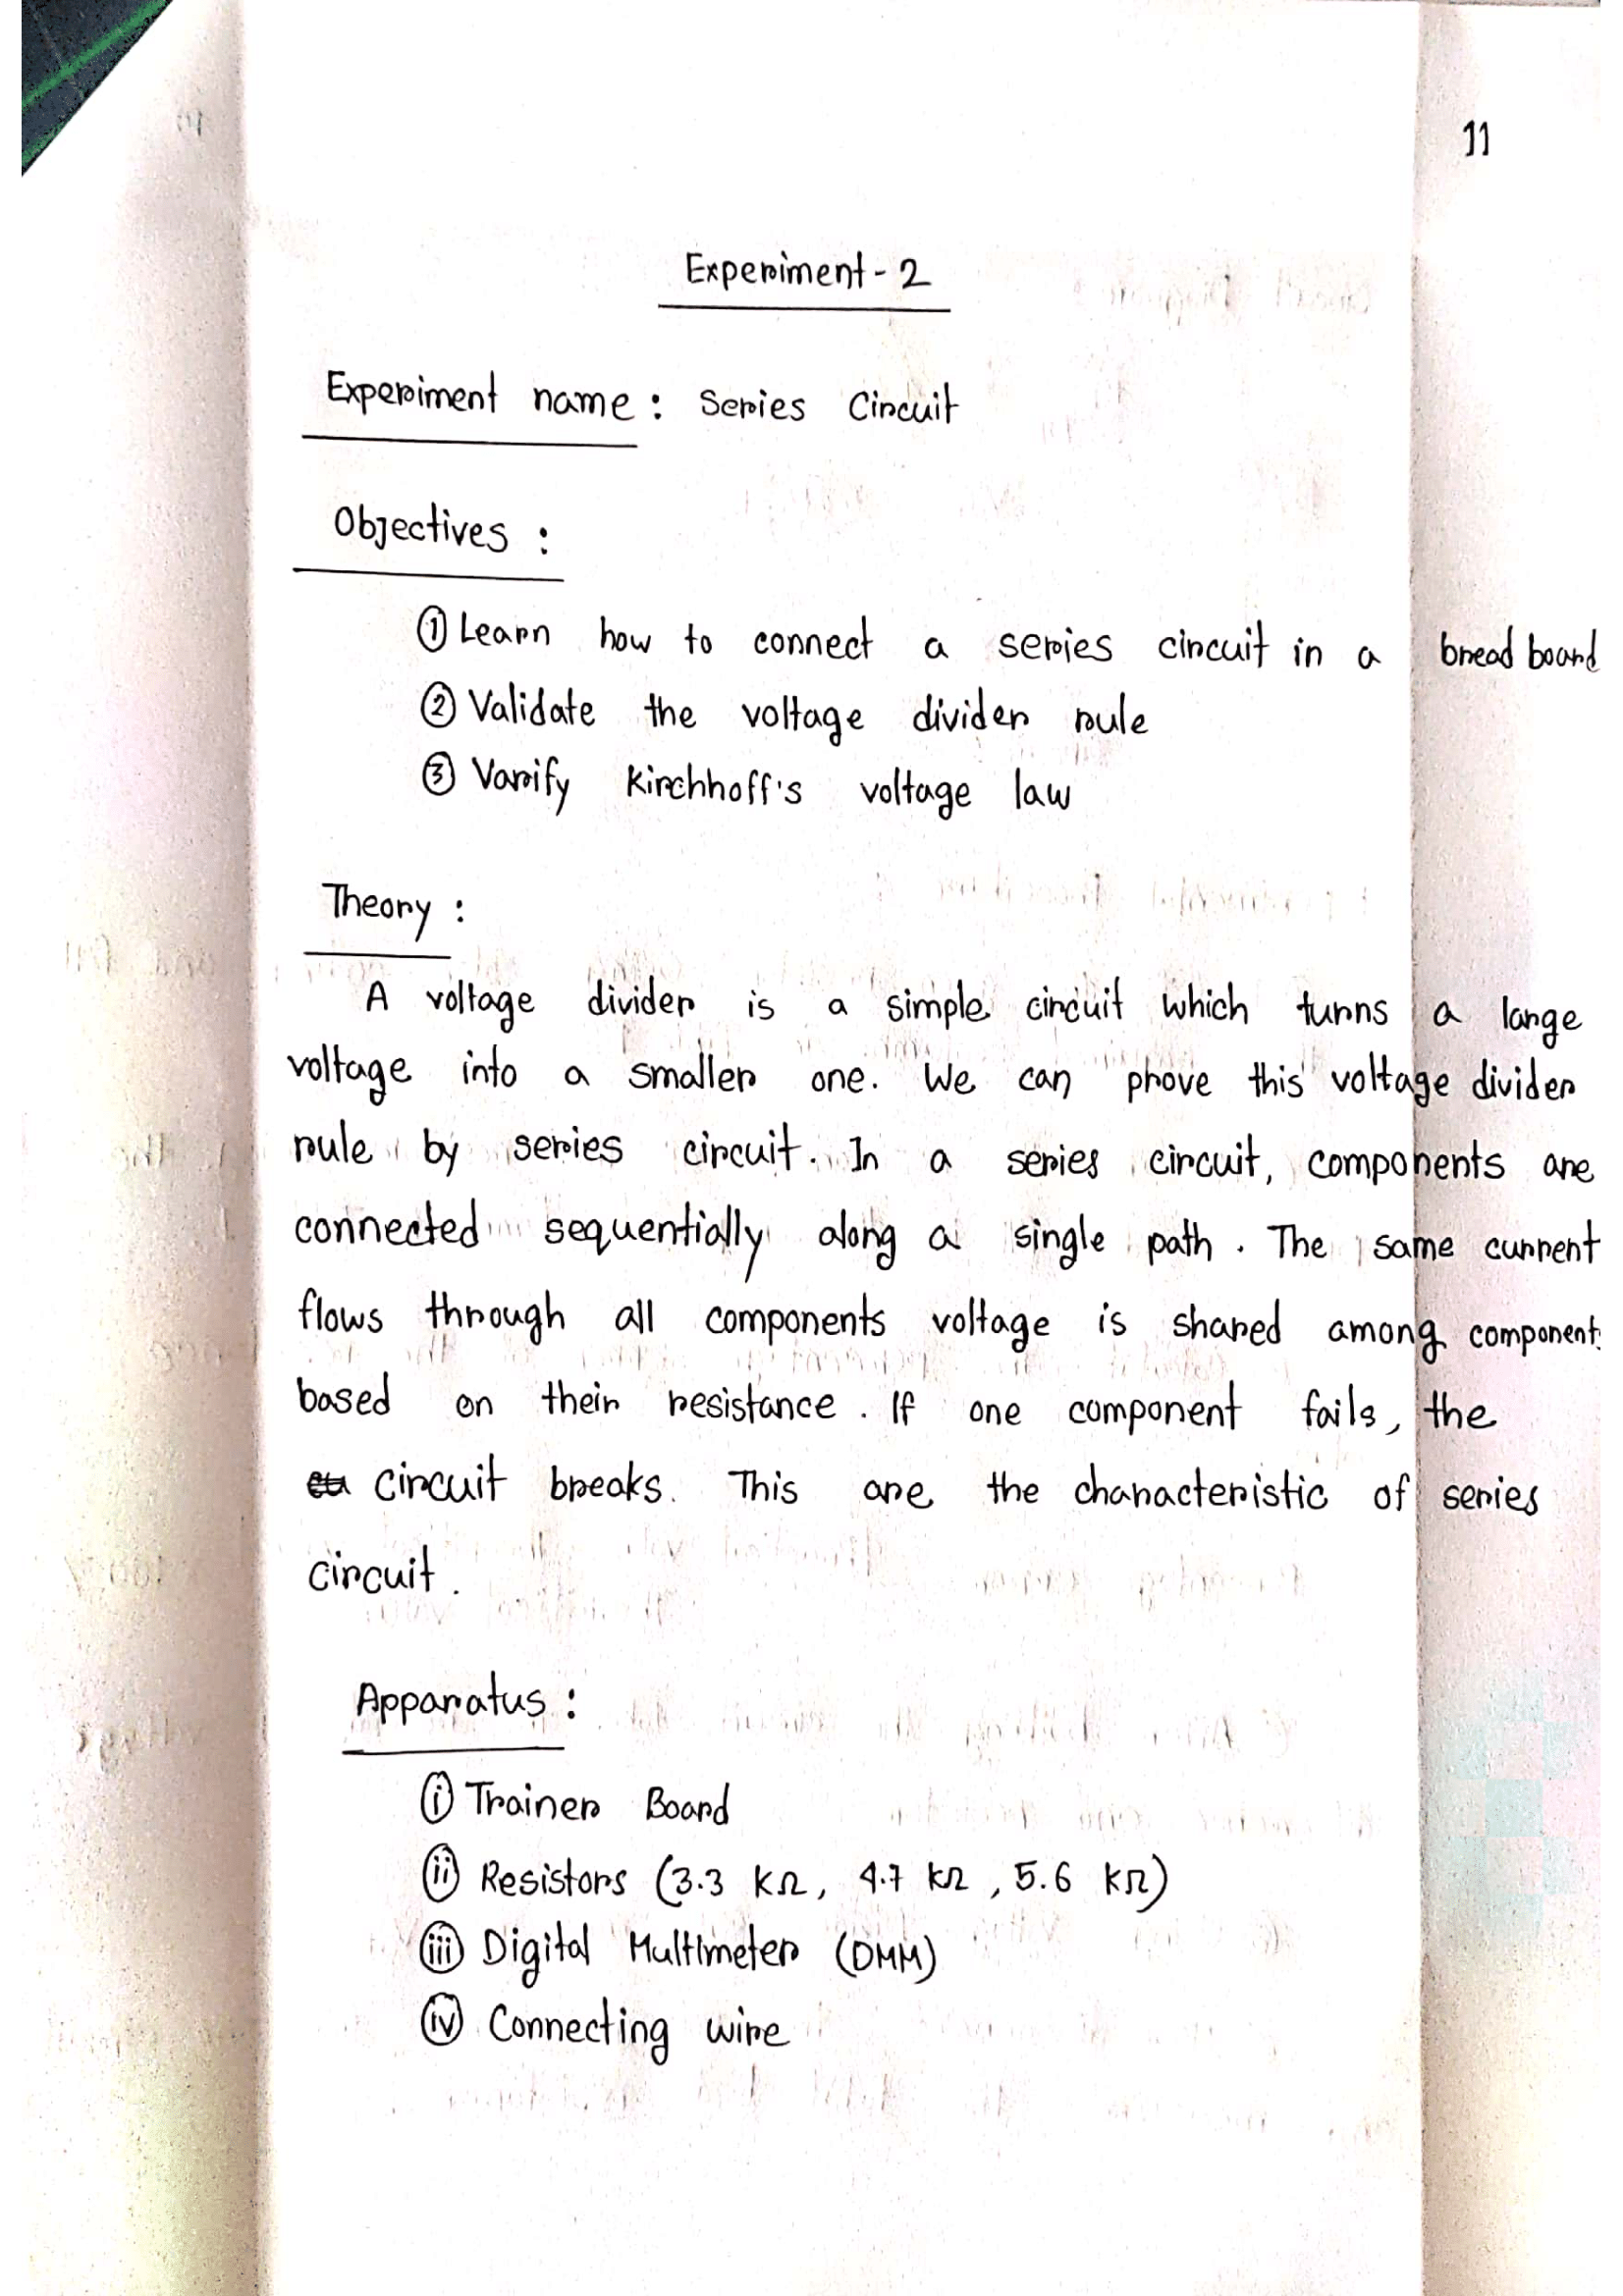 11
Experiment - 2
Experiment name : Series Circuit
Objectives :
① Learn how to connect a series circuit in a bread board
② Validate the voltage divider rule
③ Varify Kirchhoff's voltage law
Theory :
A voltage divider is a simple circuit which turns a large
voltage into a smaller one. We can prove this voltage divider
rule by series circuit. In a series circuit, components are
connected sequentially along a single path. The same current
flows through all components voltage is shared among component
based on their resistance. If one component fails, the
circuit breaks. This are the characteristic of series
circuit.
Apparatus :
ⓘ Trainer Board
(ii) Resistors (3.3 KΩ, 4.7 KΩ, 5.6 KΩ)
(iii) Digital Multimeter (DMM)
(iv) Connecting wire